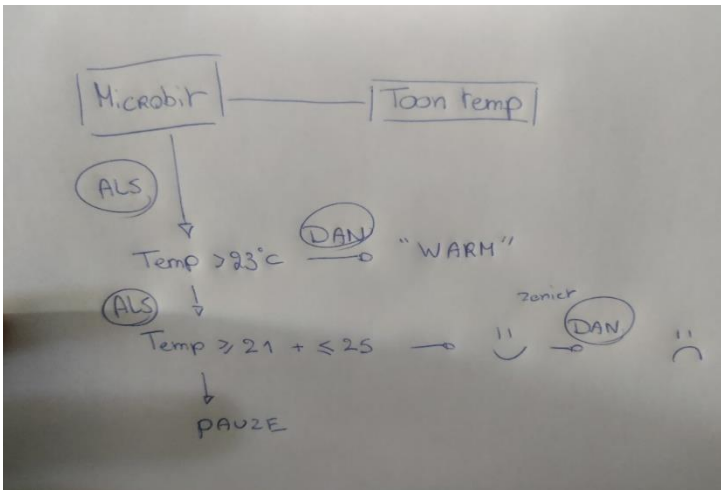 Microbit
Toon temp
ALS
Temp > 23°C
DAN
"WARM"
ALS
Temp ≥ 21 + ≤ 25
zoniet
DAN
PAUZE